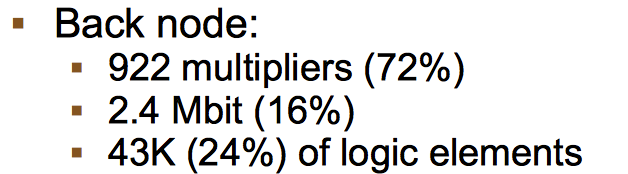 Back node:
922 multipliers (72%)
2.4 Mbit (16%)
43K (24%) of logic elements